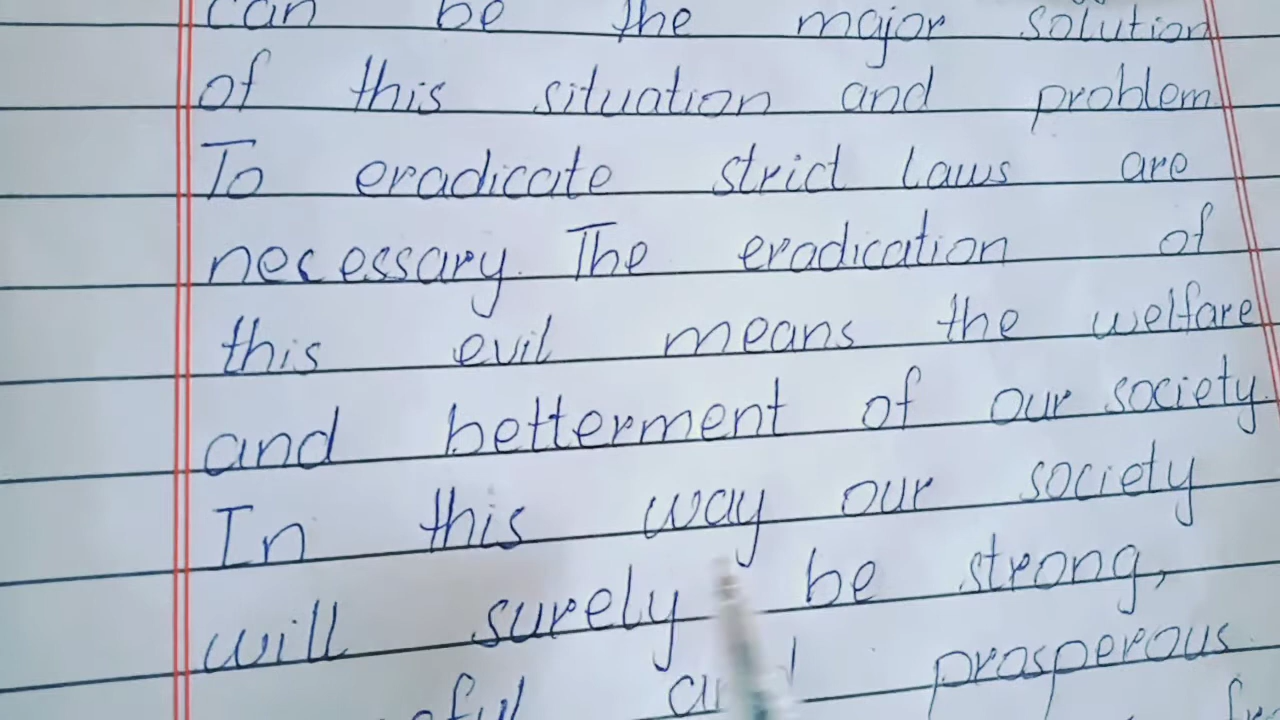 can be the major solution
of this situation and problem
To eradicate strict laws are
necessary. The eradication of
this evil means the welfare
and betterment of our society.
In this way our society
will surely be strong,
and prosperous